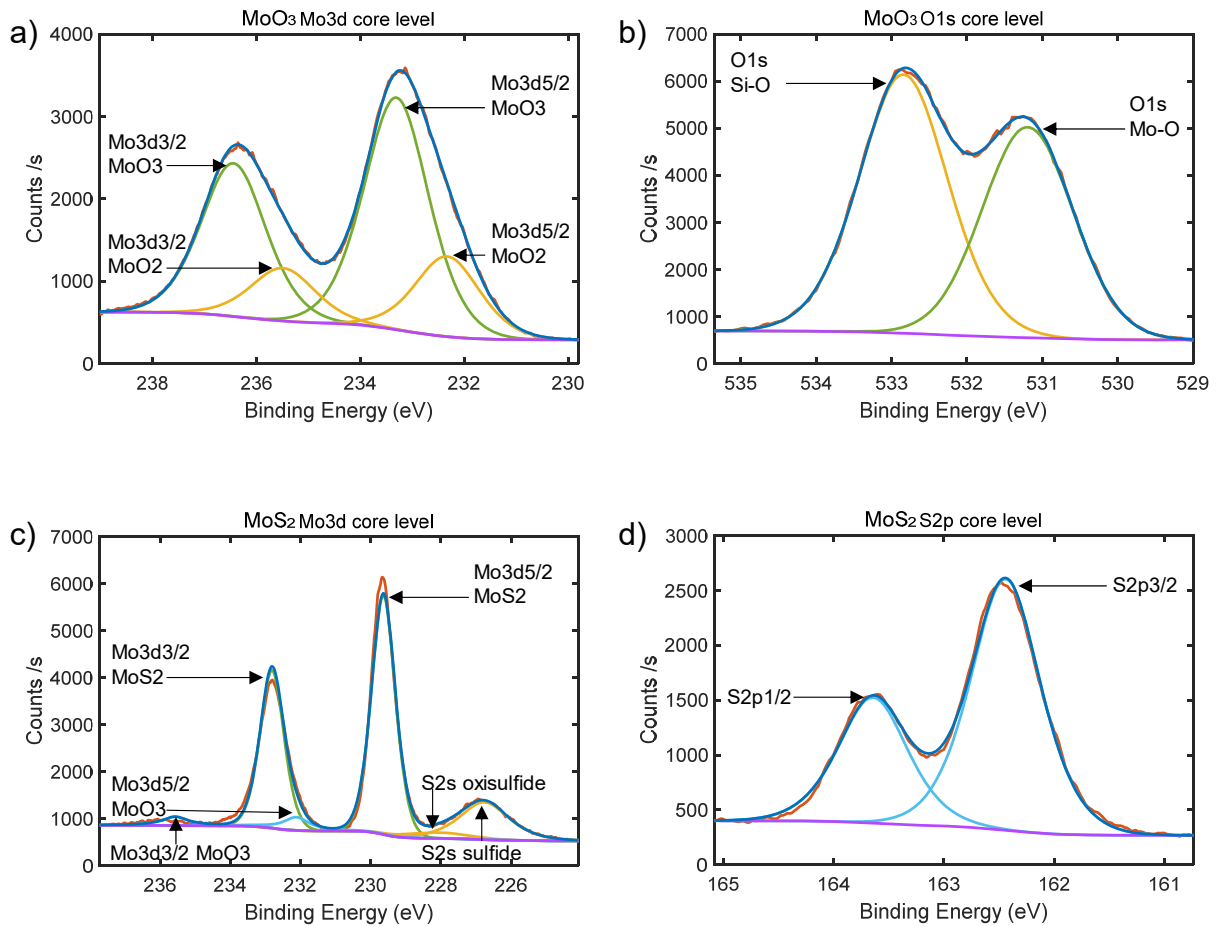 a)
MoO3 Mo3d core level
4000
3000
2000
1000
0
Counts /s
Mo3d3/2
MoO3
Mo3d3/2
MoO2
Mo3d5/2
MoO3
Mo3d5/2
MoO2
238 236 234 232 230
Binding Energy (eV)
b)
MoO3 O1s core level
7000
6000
5000
4000
3000
2000
1000
0
Counts /s
O1s
Si-O
O1s
Mo-O
535 534 533 532 531 530 529
Binding Energy (eV)
c)
MoS2 Mo3d core level
7000
6000
5000
4000
3000
2000
1000
0
Counts /s
Mo3d5/2
MoS2
Mo3d3/2
MoS2
Mo3d5/2
MoO3
S2s oxisulfide
Mo3d3/2 MoO3
S2s sulfide
236 234 232 230 228 226
Binding Energy (eV)
d)
MoS2 S2p core level
3000
2500
2000
1500
1000
500
0
Counts /s
S2p3/2
S2p1/2
165 164 163 162 161
Binding Energy (eV)